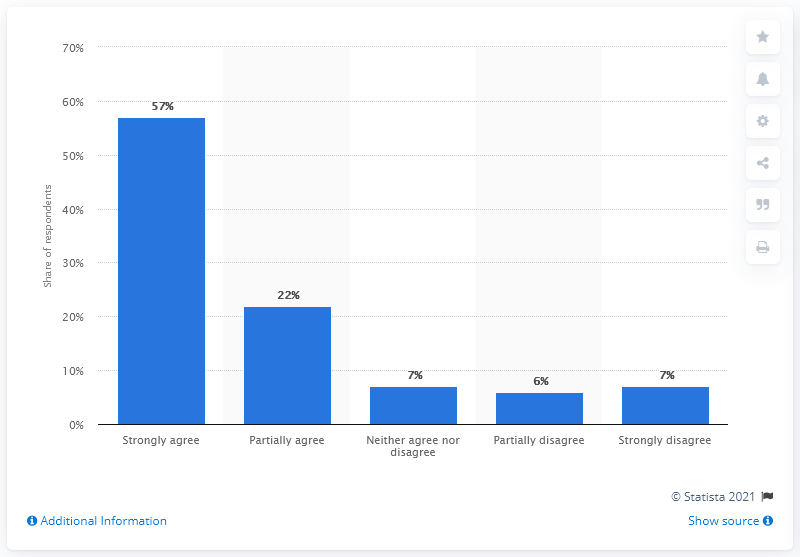 70%
60%
50%
40%
30%
20%
10%
0%
Share of respondents
57%
22%
7%
6%
7%
Strongly agree
Partially agree
Neither agree nor
disagree
Partially disagree
Strongly disagree
© Statista 2021
Additional Information
Show source